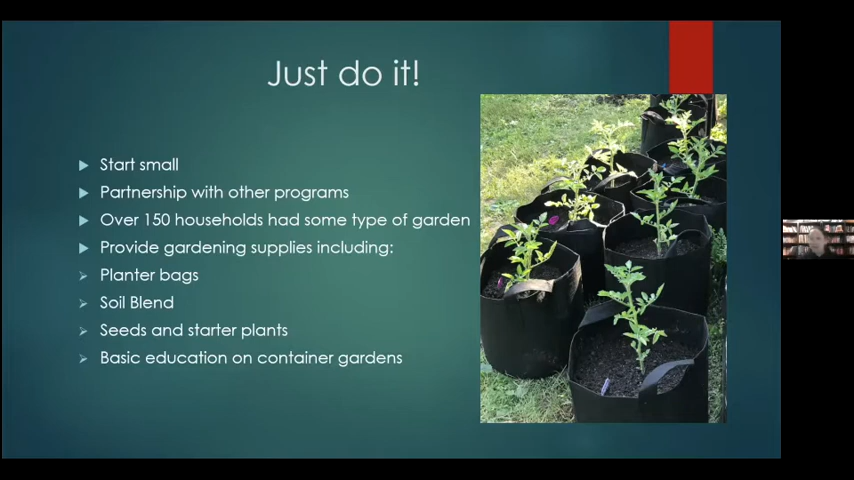 Just do it!
Start small
Partnership with other programs
Over 150 households had some type of garden
Provide gardening supplies including:
Planter bags
Soil Blend
Seeds and starter plants
Basic education on container gardens